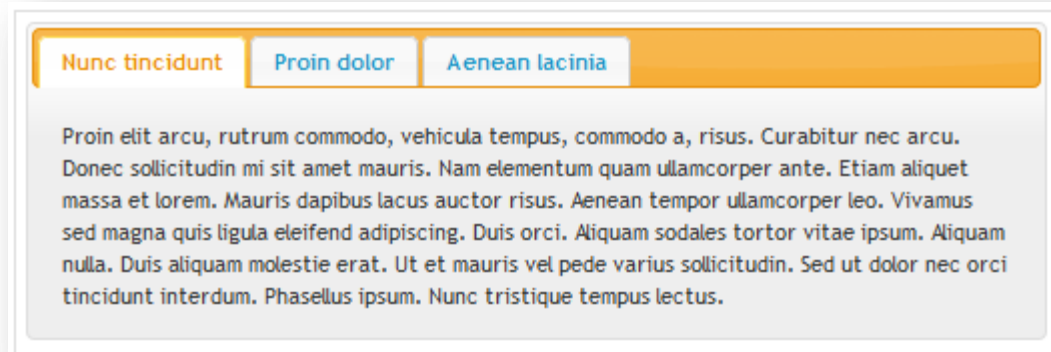 Nunc tincidunt Proin dolor Aenean lacinia
Proin elit arcu, rutrum commodo, vehicula tempus, commodo a, risus. Curabitur nec arcu.
Donec sollicitudin mi sit amet mauris. Nam elementum quam ullamcorper ante. Etiam aliquet
massa et lorem. Mauris dapibus lacus auctor risus. Aenean tempor ullamcorper leo. Vivamus
sed magna quis ligula eleifend adipiscing. Duis orci. Aliquam sodales tortor vitae ipsum. Aliquam
nulla. Duis aliquam molestie erat. Ut et mauris vel pede varius sollicitudin. Sed ut dolor nec orci
tincidunt interdum. Phasellus ipsum. Nunc tristique tempus lectus.